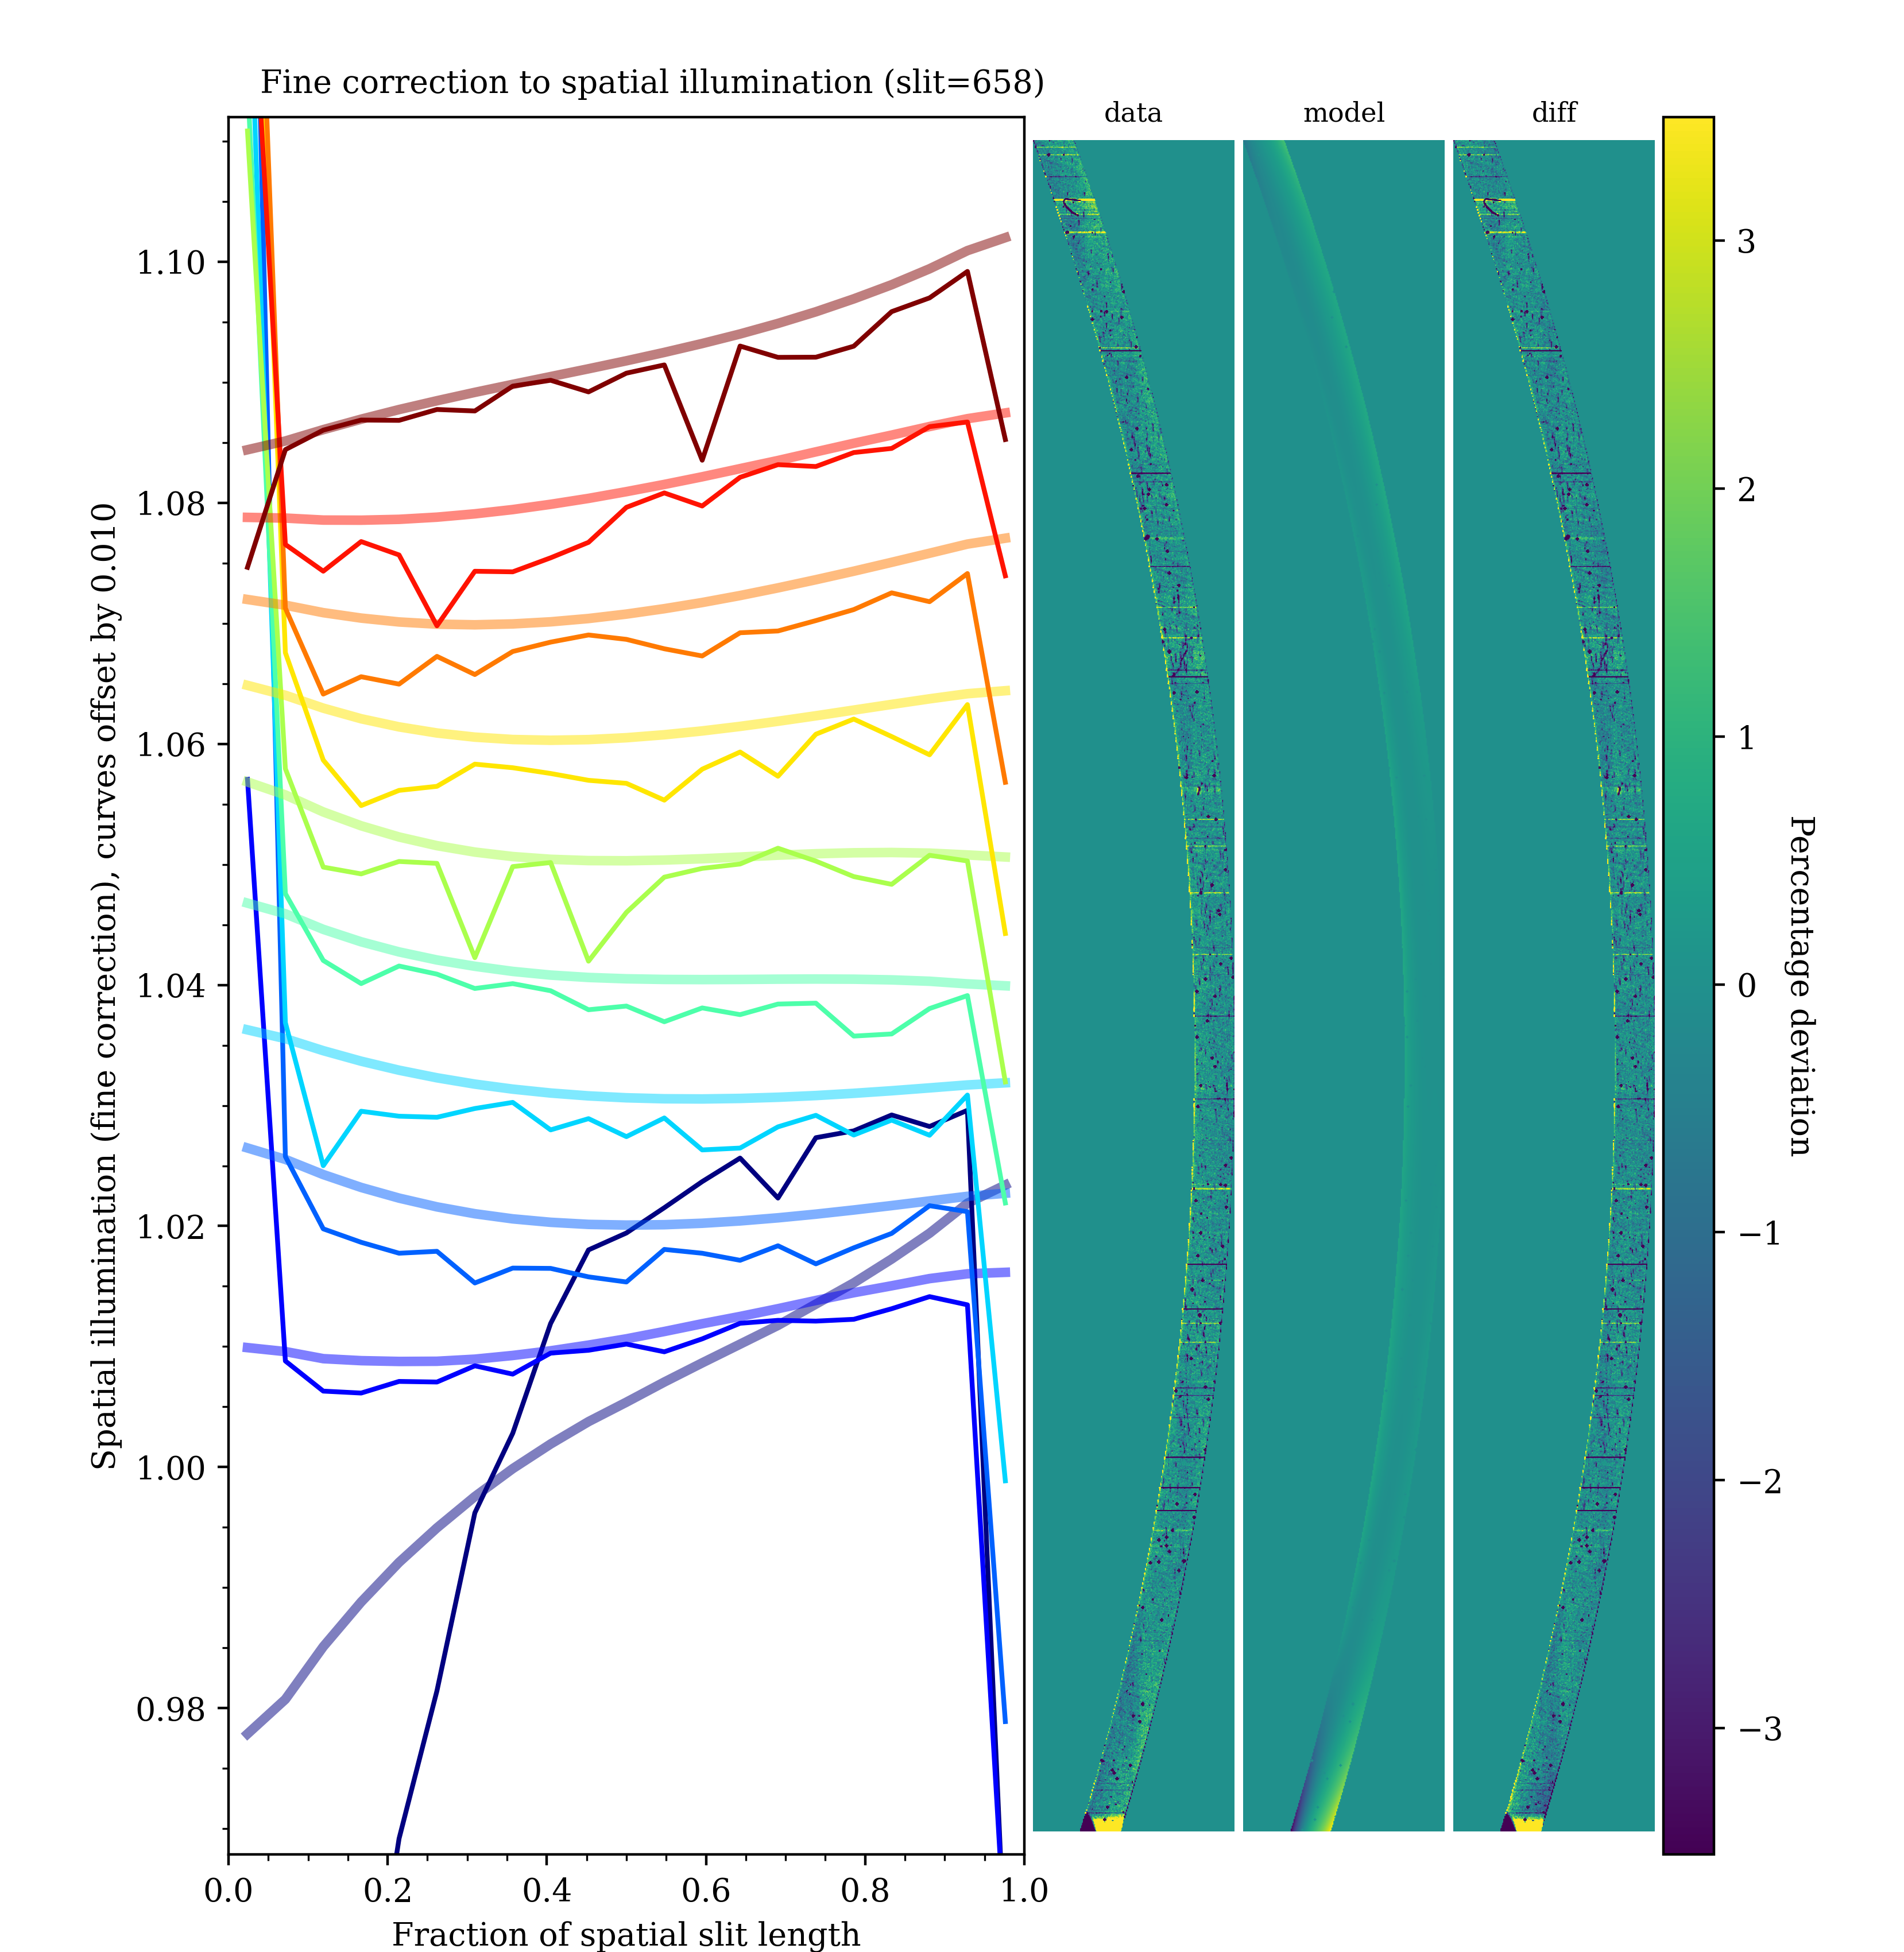 Fine correction to spatial illumination (slit=658)
data
model
diff
Spatial illumination (fine correction), curves offset by 0.010
1.10
1.08
1.06
1.04
1.02
1.00
0.98
0.0
0.2
0.4
0.6
0.8
1.0
Fraction of spatial slit length
3
2
1
0
−1
−2
−3
Percentage deviation